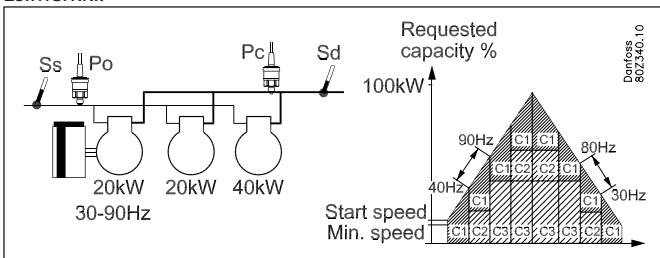 Ss
Po
Pc
Sd
20kW
20kW
40kW
30-90Hz
Requested
capacity %
100kW
90Hz
40Hz
80Hz
30Hz
Start speed
Min. speed
C1 C1
C1 C2 C2 C1
C1 C1
C1 C2 C3 C3 C3 C3 C2 C1
Danfoss
80Z340.10